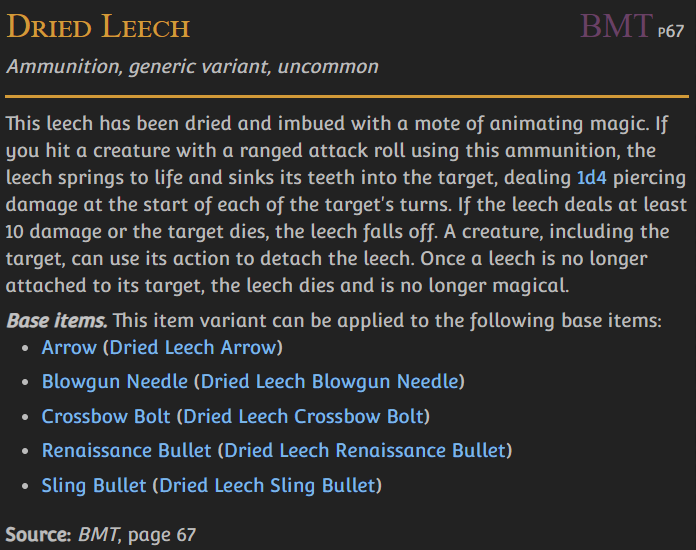 Dried Leech BMT P67
Ammunition, generic variant, uncommon
This leech has been dried and imbued with a mote of animating magic. If
you hit a creature with a ranged attack roll using this ammunition, the
leech springs to life and sinks its teeth into the target, dealing 1d4 piercing
damage at the start of each of the target's turns. If the leech deals at least
10 damage or the target dies, the leech falls off. A creature, including the
target, can use its action to detach the leech. Once a leech is no longer
attached to its target, the leech dies and is no longer magical.
Base items. This item variant can be applied to the following base items:
• Arrow (Dried Leech Arrow)
• Blowgun Needle (Dried Leech Blowgun Needle)
• Crossbow Bolt (Dried Leech Crossbow Bolt)
• Renaissance Bullet (Dried Leech Renaissance Bullet)
• Sling Bullet (Dried Leech Sling Bullet)
Source: BMT, page 67